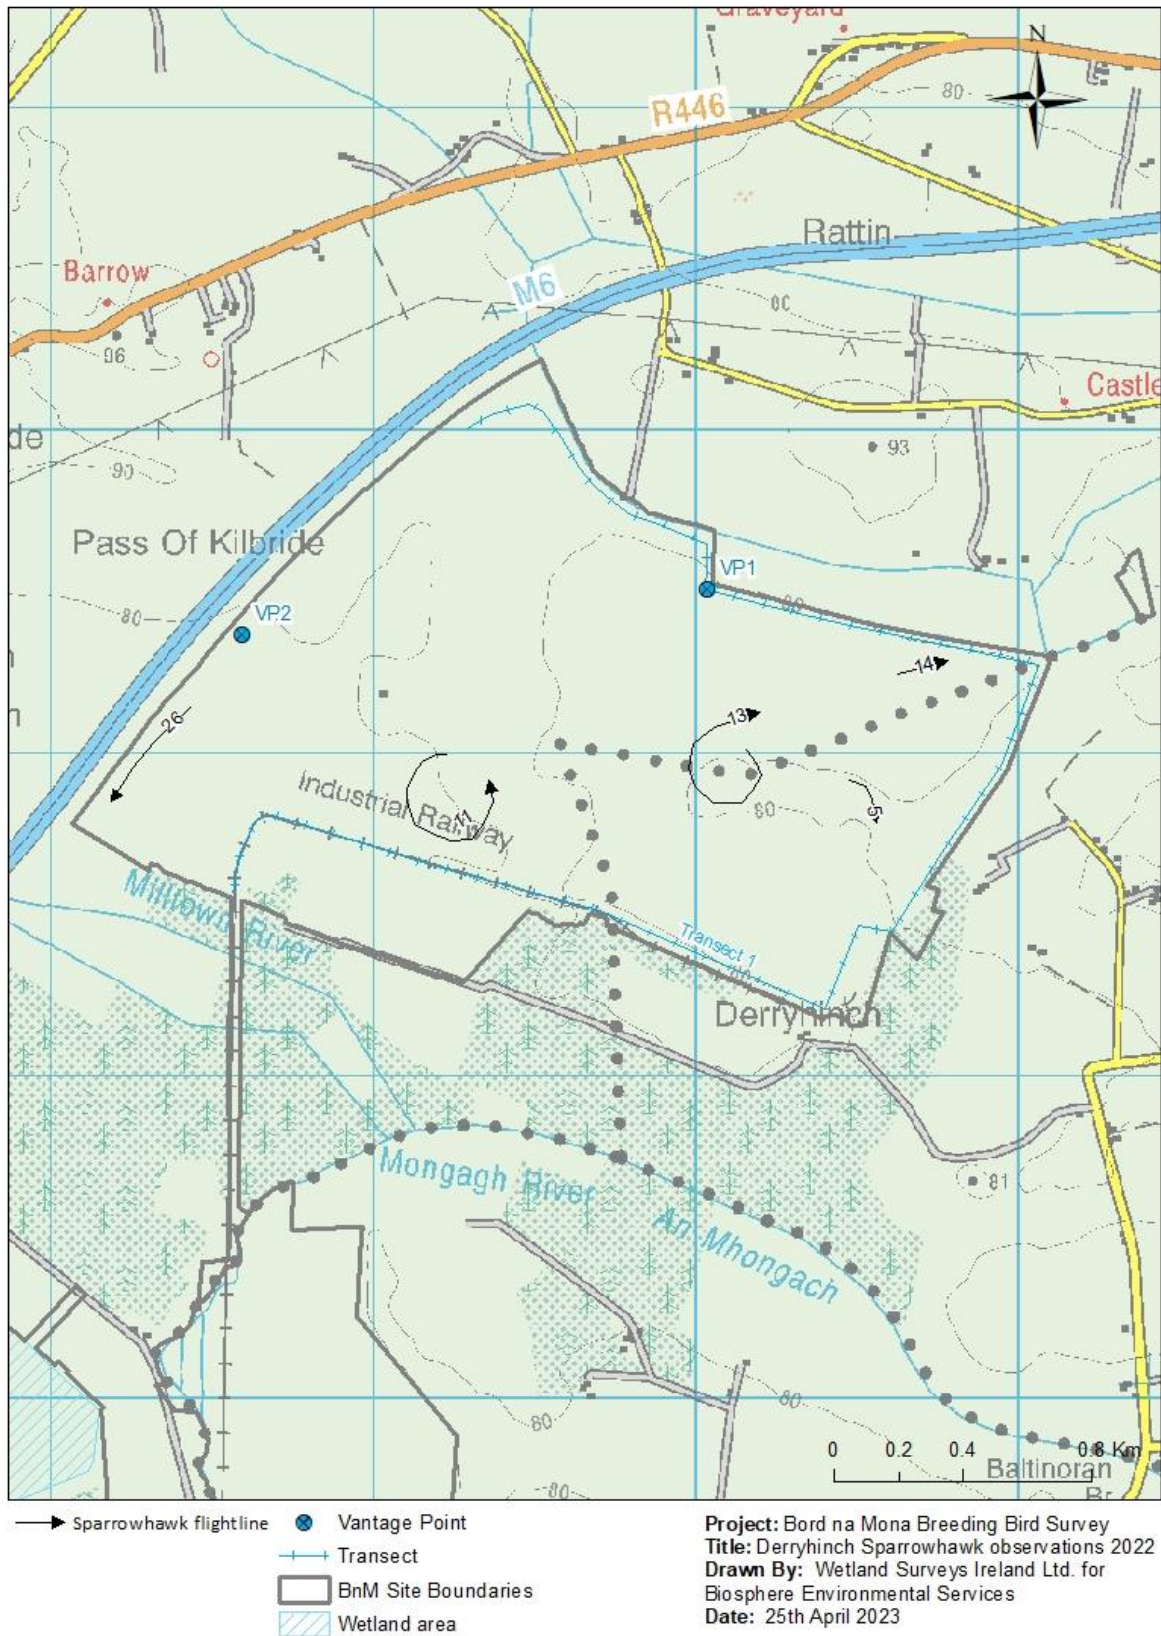 Graveyard
N
80
R446
Rattin
Barrow
M6
80
96
Castle
de
90
93
Pass Of Kilbride
VP1
80
80
VP2
14
13
26
Industrial Railway
80
5
Milltown River
Transect 1
80
Derryhinch
Mongagh River
81
An Mhongach
80
80
0 0.2 0.4 0.8 Km
Baltinoran
80
Br
Sparrowhawk flightline
Vantage Point
Transect
BnM Site Boundaries
Wetland area
Project: Bord na Mona Breeding Bird Survey
Title: Derryhinch Sparrowhawk observations 2022
Drawn By: Wetland Surveys Ireland Ltd. for
Biosphere Environmental Services
Date: 25th April 2023